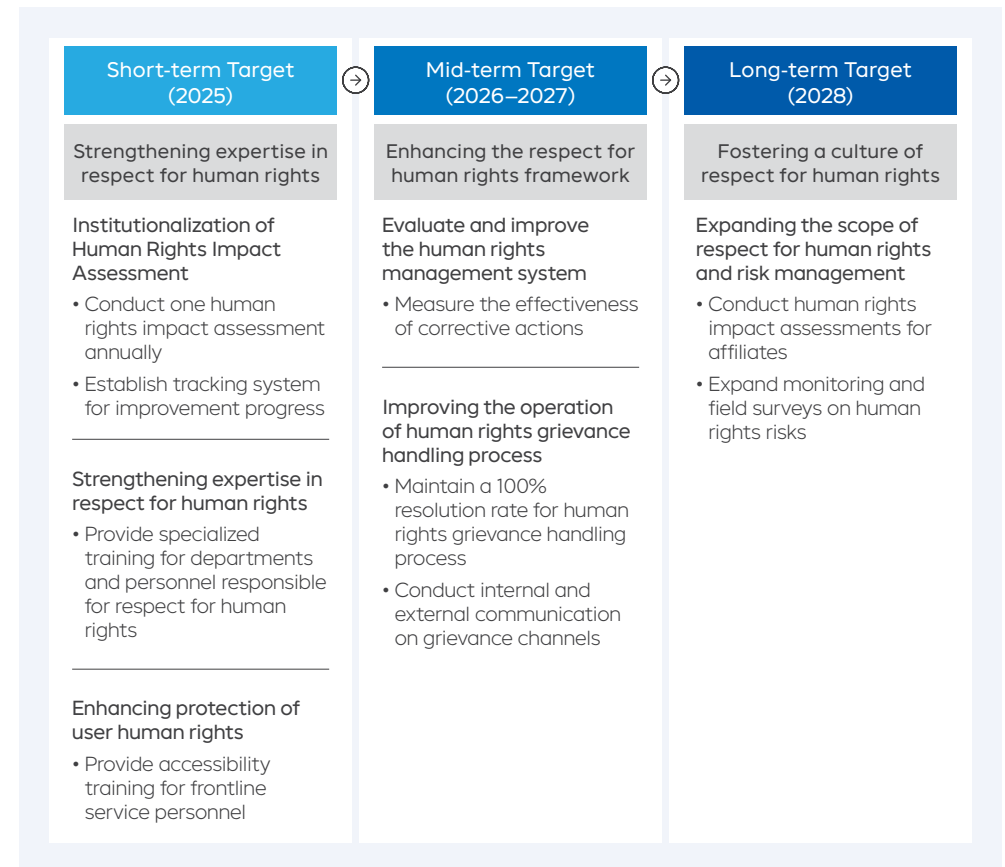 Short-term Target
(2025)
Strengthening expertise in
respect for human rights
Institutionalization of
Human Rights Impact
Assessment
• Conduct one human
rights impact assessment
annually
• Establish tracking system
for improvement progress
Strengthening expertise in
respect for human rights
• Provide specialized
training for departments
and personnel responsible
for respect for human
rights
Enhancing protection of
user human rights
• Provide accessibility
training for frontline
service personnel
Mid-term Target
(2026–2027)
Enhancing the respect for
human rights framework
Evaluate and improve
the human rights
management system
• Measure the effectiveness
of corrective actions
Improving the operation
of human rights grievance
handling process
• Maintain a 100%
resolution rate for human
rights grievance handling
process
• Conduct internal and
external communication
on grievance channels
Long-term Target
(2028)
Fostering a culture of
respect for human rights
Expanding the scope of
respect for human rights
and risk management
• Conduct human rights
impact assessments for
affiliates
• Expand monitoring and
field surveys on human
rights risks